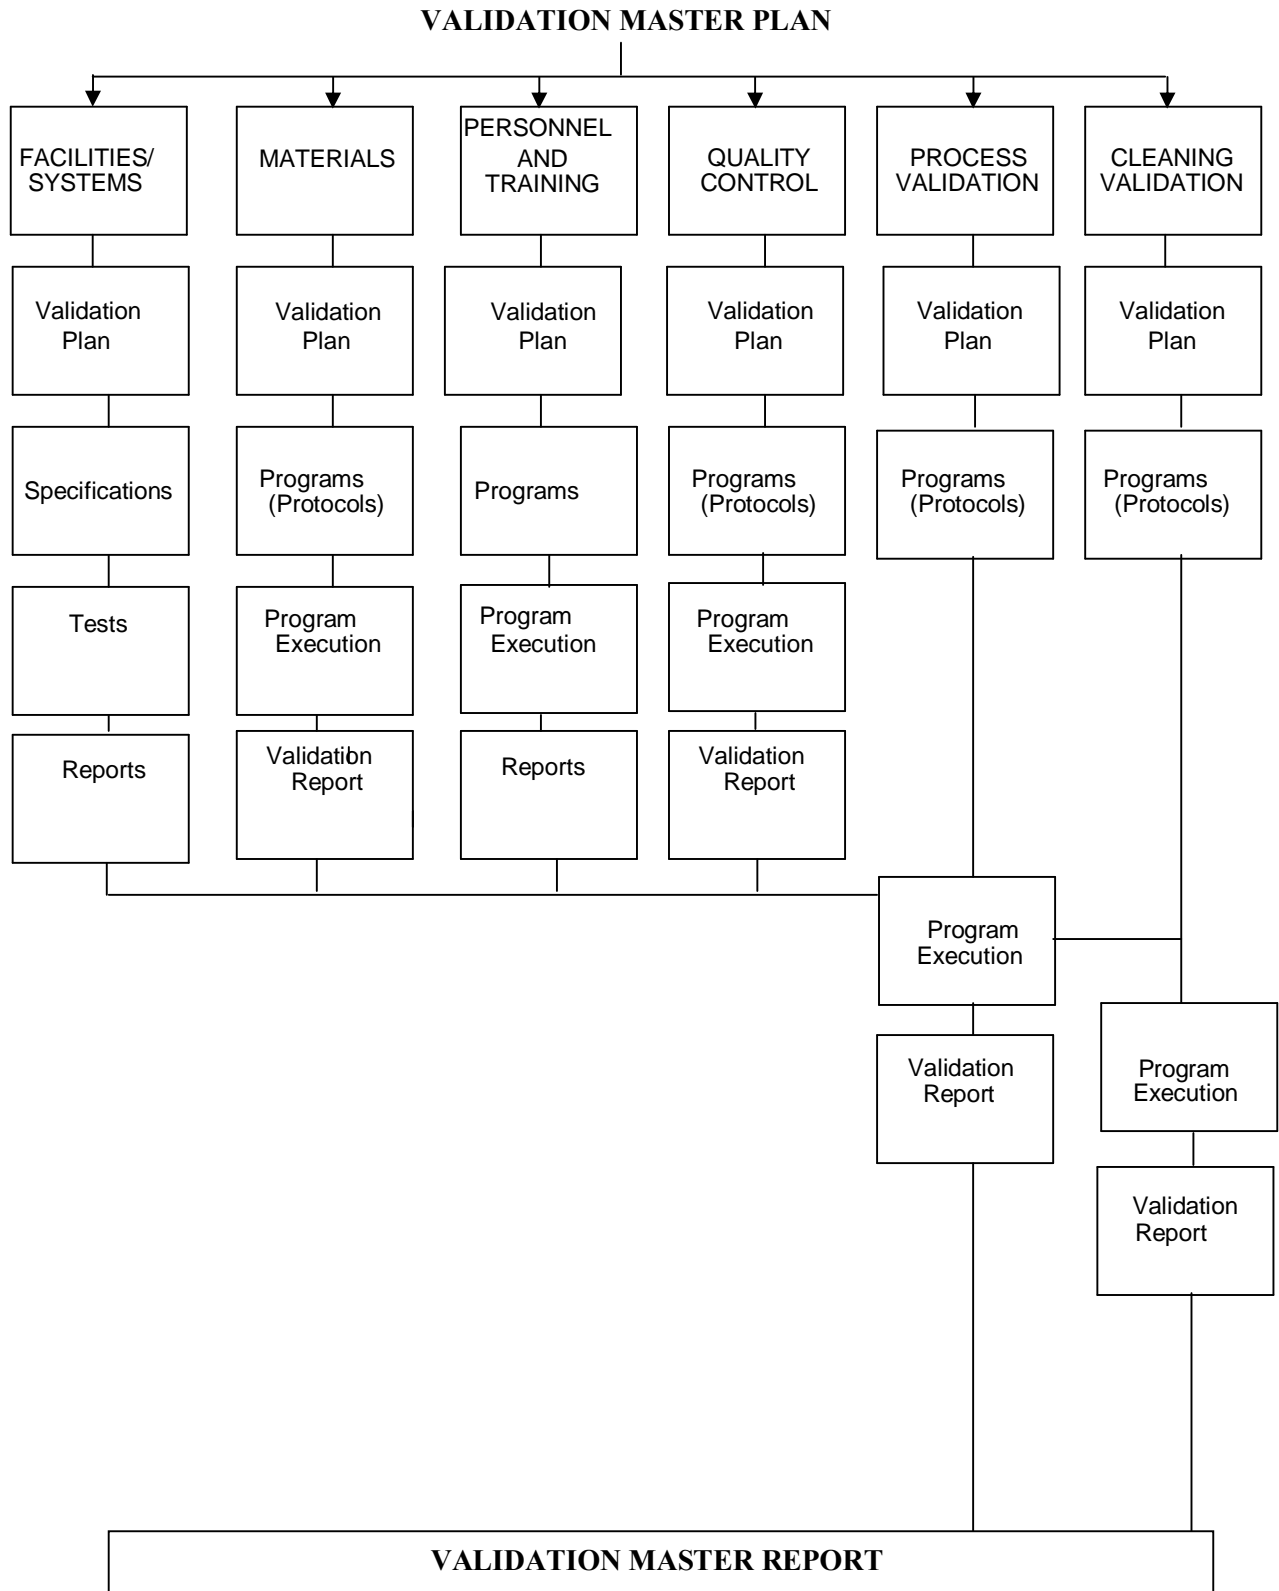 VALIDATION MASTER PLAN
FACILITIES/
SYSTEMS
MATERIALS
PERSONNEL
AND
TRAINING
QUALITY
CONTROL
PROCESS
VALIDATION
CLEANING
VALIDATION
Validation
Plan
Validation
Plan
Validation
Plan
Validation
Plan
Validation
Plan
Validation
Plan
Specifications
Programs
(Protocols)
Programs
Programs
(Protocols)
Programs
(Protocols)
Programs
(Protocols)
Tests
Program
Execution
Program
Execution
Program
Execution
Reports
Validation
Report
Reports
Validation
Report
Program
Execution
Validation
Report
Program
Execution
Validation
Report
VALIDATION MASTER REPORT